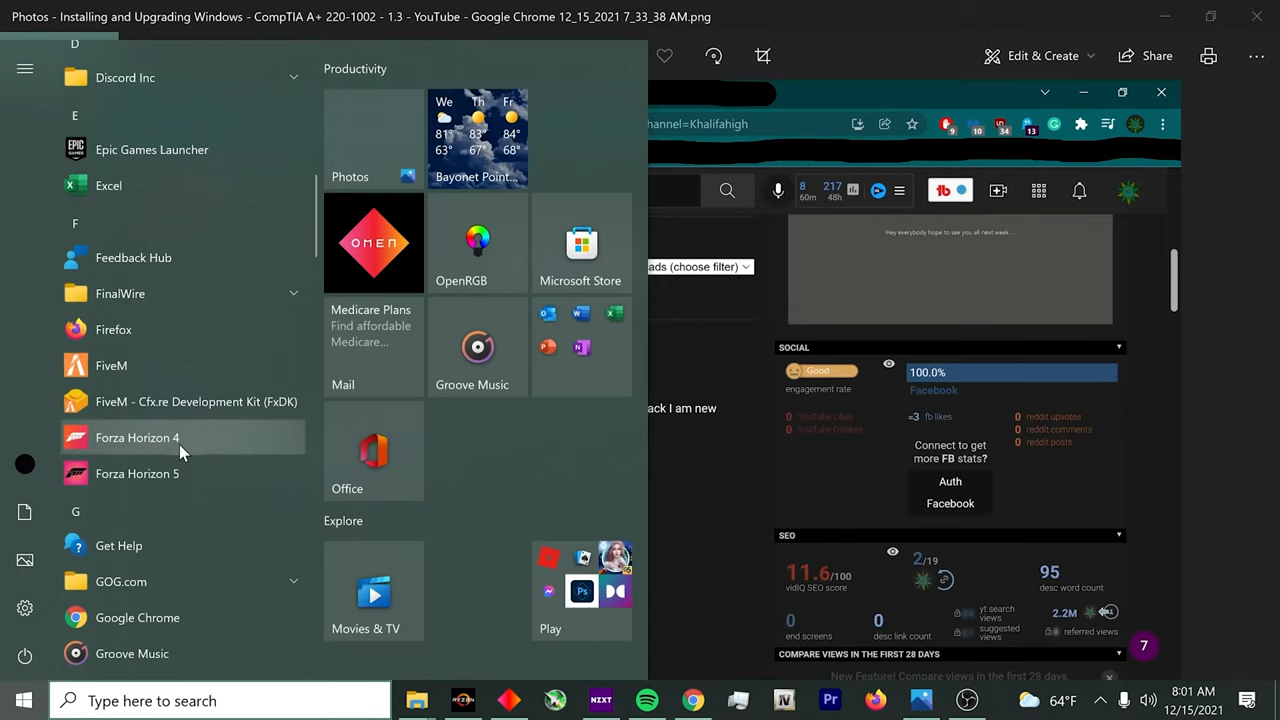 Photos - Installing and Upgrading Windows - CompTIA A+ 220-1002 - 1.3 - YouTube - Google Chrome 12_15_2021 7_33_38 AM.png
Edit & Create
Share
D
Discord Inc
E
Epic Games Launcher
Excel
F
Feedback Hub
FinalWire
Firefox
FiveM
FiveM - Cfx.re Development Kit (FxDK)
Forza Horizon 4
Forza Horizon 5
G
Get Help
GOG.com
Google Chrome
Groove Music
Productivity
Photos
We Th Fr
81° 83° 84°
63° 67° 68°
Bayonet Point...
OMEN
OpenRGB
Microsoft Store
Medicare Plans
Find affordable
Medicare...
Mail
Groove Music
Office
Explore
Movies & TV
Play
hannel=Khalifahigh
9 10 34 13
8 217
60m 48h
Hey everybody hope to see you all next week ...
ads (choose filter)
ack I am new
SOCIAL
Good
engagement rate
0 YouTube Likes
0 YouTube Dislikes
100.0%
Facebook
≈3 fb likes
Connect to get
more FB stats?
Auth
Facebook
0 reddit upvotes
0 reddit comments
0 reddit posts
SEO
11.6/100
vidIQ SEO score
2/19
95
desc word count
0
end screens
0
desc link count
yt search
views
suggested
views
2.2M
referred views
7
COMPARE VIEWS IN THE FIRST 28 DAYS
New Feature! Compare views in the first 28 days.
Type here to search
RYZEN
NZXT
IV
Pr
64°F
8:01 AM
12/15/2021